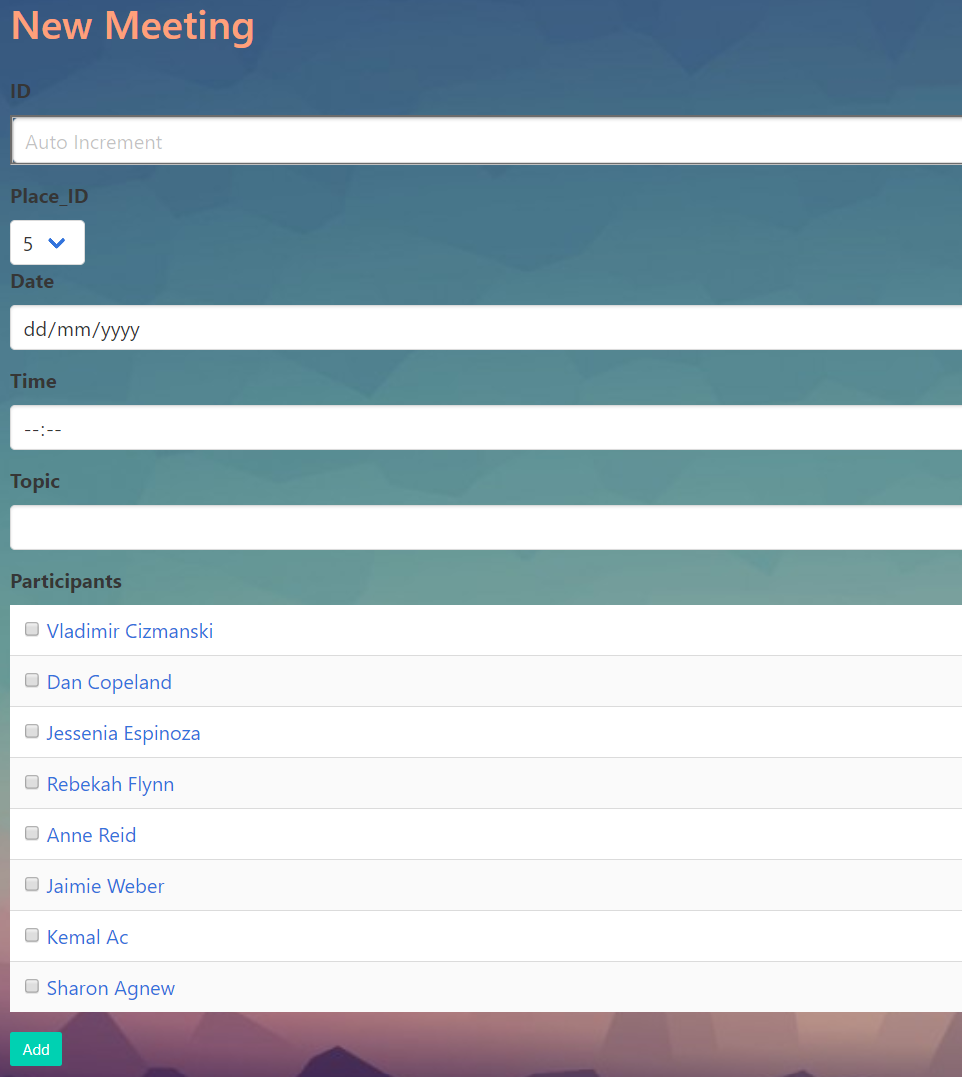 New Meeting
ID
Auto Increment
Place_ID
5
Date
dd/mm/yyyy
Time
--:--
Topic
Participants
Vladimir Cizmanski
Dan Copeland
Jessenia Espinoza
Rebekah Flynn
Anne Reid
Jaimie Weber
Kemal Ac
Sharon Agnew
Add